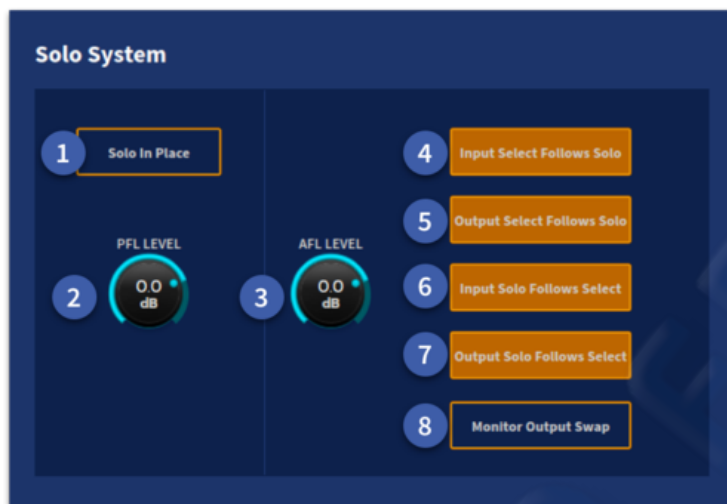 Solo System
1 Solo In Place
4 Input Select Follows Solo
5 Output Select Follows Solo
PFL LEVEL
AFL LEVEL
2 0.0 dB
3 0.0 dB
6 Input Solo Follows Select
7 Output Solo Follows Select
8 Monitor Output Swap